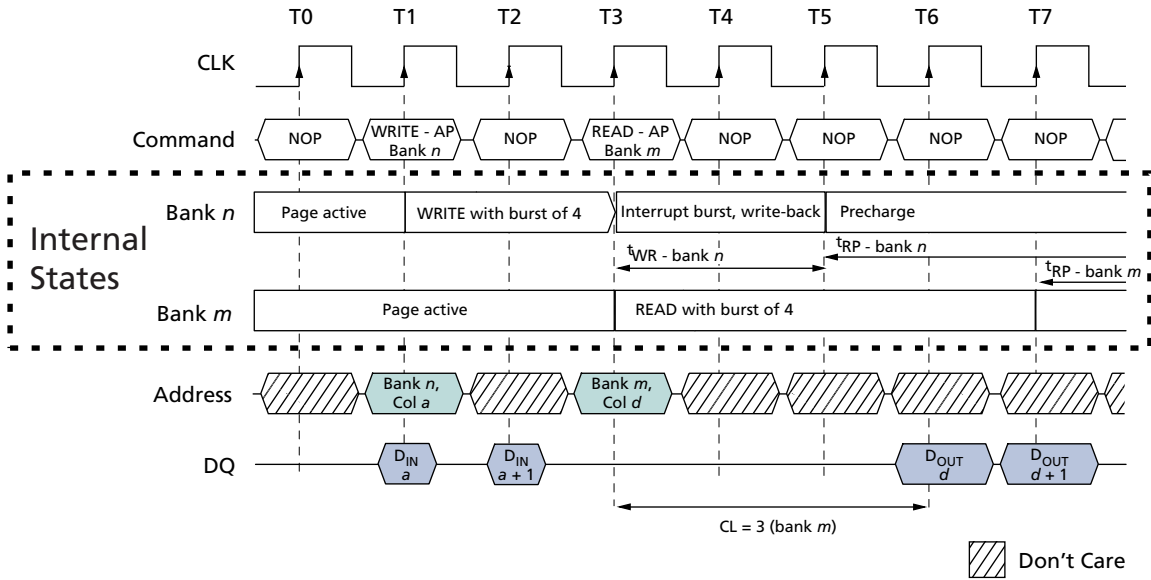 T0 T1 T2 T3 T4 T5 T6 T7
CLK
Command NOP WRITE - AP Bank n NOP READ - AP Bank m NOP NOP NOP NOP
Internal States
Bank n Page active WRITE with burst of 4 Interrupt burst, write-back Precharge
tWR - bank n tRP - bank n
tRP - bank m
Bank m Page active READ with burst of 4
Address Bank n, Col a Bank m, Col d
DQ DIN a DIN a + 1 DOUT d DOUT d + 1
CL = 3 (bank m)
Don't Care